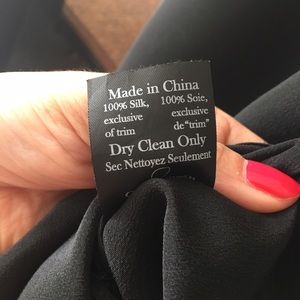 Made in China
100% Silk, 100% Soie,
exclusive exclusive
of trim de"trim"
Dry Clean Only
Sec Nettoyez Seulement